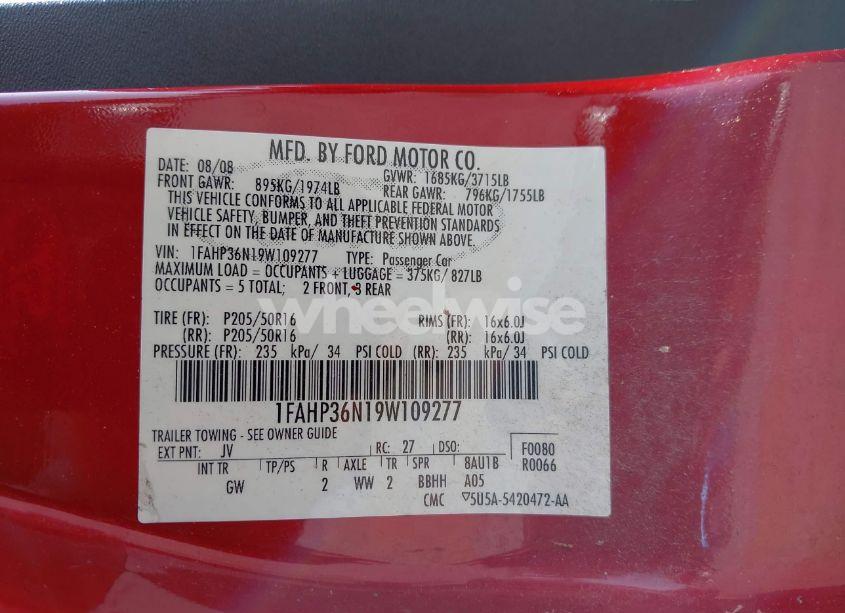 MFD. BY FORD MOTOR CO.
DATE: 08/08 GVWR: 1685KG/3715LB
FRONT GAWR: 895KG/1974LB REAR GAWR: 796KG/1755LB
THIS VEHICLE CONFORMS TO ALL APPLICABLE FEDERAL MOTOR
VEHICLE SAFETY, BUMPER, AND THEFT PREVENTION STANDARDS
IN EFFECT ON THE DATE OF MANUFACTURE SHOWN ABOVE.
VIN: 1FAHP36N19W109277 TYPE: Passenger Car
MAXIMUM LOAD = OCCUPANTS + LUGGAGE = 375KG/ 827LB
OCCUPANTS = 5 TOTAL; 2 FRONT, 3 REAR
wheelwise
TIRE (FR): P205/50R16 RIMS (FR): 16x6.0J
(RR): P205/50R16 (RR): 16x6.0J
PRESSURE (FR): 235 kPa/ 34 PSI COLD (RR): 235 kPa/ 34 PSI COLD
1FAHP36N19W109277
TRAILER TOWING - SEE OWNER GUIDE
EXT PNT: JV RC: 27 DSO: F0080
INT TR TP/PS R AXLE TR SPR 8AU1B R0066
GW 2 WW 2 BBHH A05
CMC ▽5U5A-5420472-AA